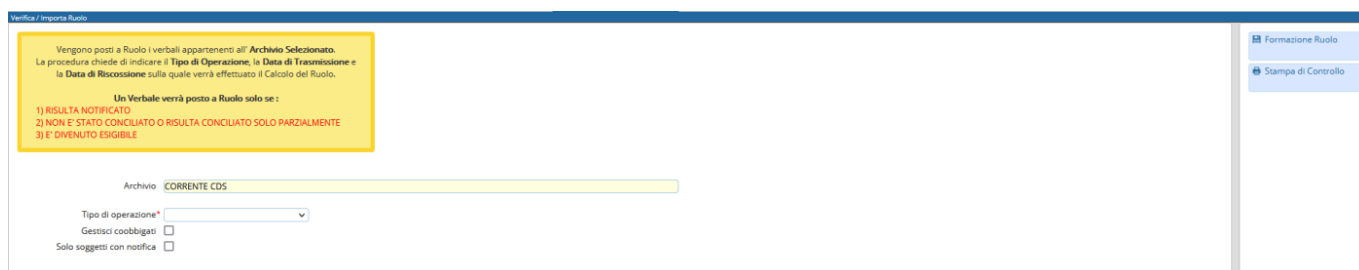 Verifica / Importa Ruolo
Vengono posti a Ruolo i verbali appartenenti all' Archivio Selezionato.
La procedura chiede di indicare il Tipo di Operazione, la Data di Trasmissione e
la Data di Riscossione sulla quale verrà effettuato il Calcolo del Ruolo.
Un Verbale verrà posto a Ruolo solo se :
1) RISULTA NOTIFICATO
2) NON E' STATO CONCILIATO O RISULTA CONCILIATO SOLO PARZIALMENTE
3) E' DIVENUTO ESIGIBILE
Archivio CORRENTE CDS
Tipo di operazione*
Gestisci coobbigati
Solo soggetti con notifica
Formazione Ruolo
Stampa di Controllo